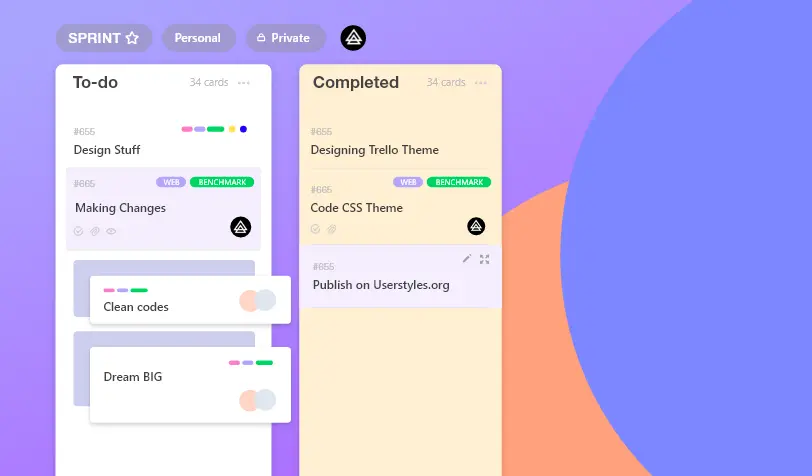 SPRINT
Personal
Private
To-do
34 cards
#655
Design Stuff
#665
WEB
BENCHMARK
Making Changes
Clean codes
Dream BIG
Completed
34 cards
#655
Designing Trello Theme
#665
WEB
BENCHMARK
Code CSS Theme
#655
Publish on Userstyles.org